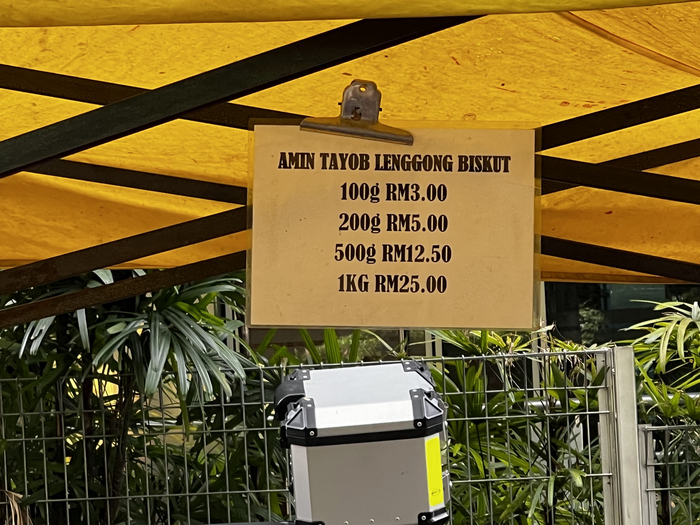 AMIN TAYOB LENGGONG BISKUT
100g RM3.00
200g RM5.00
500g RM12.50
1KG RM25.00